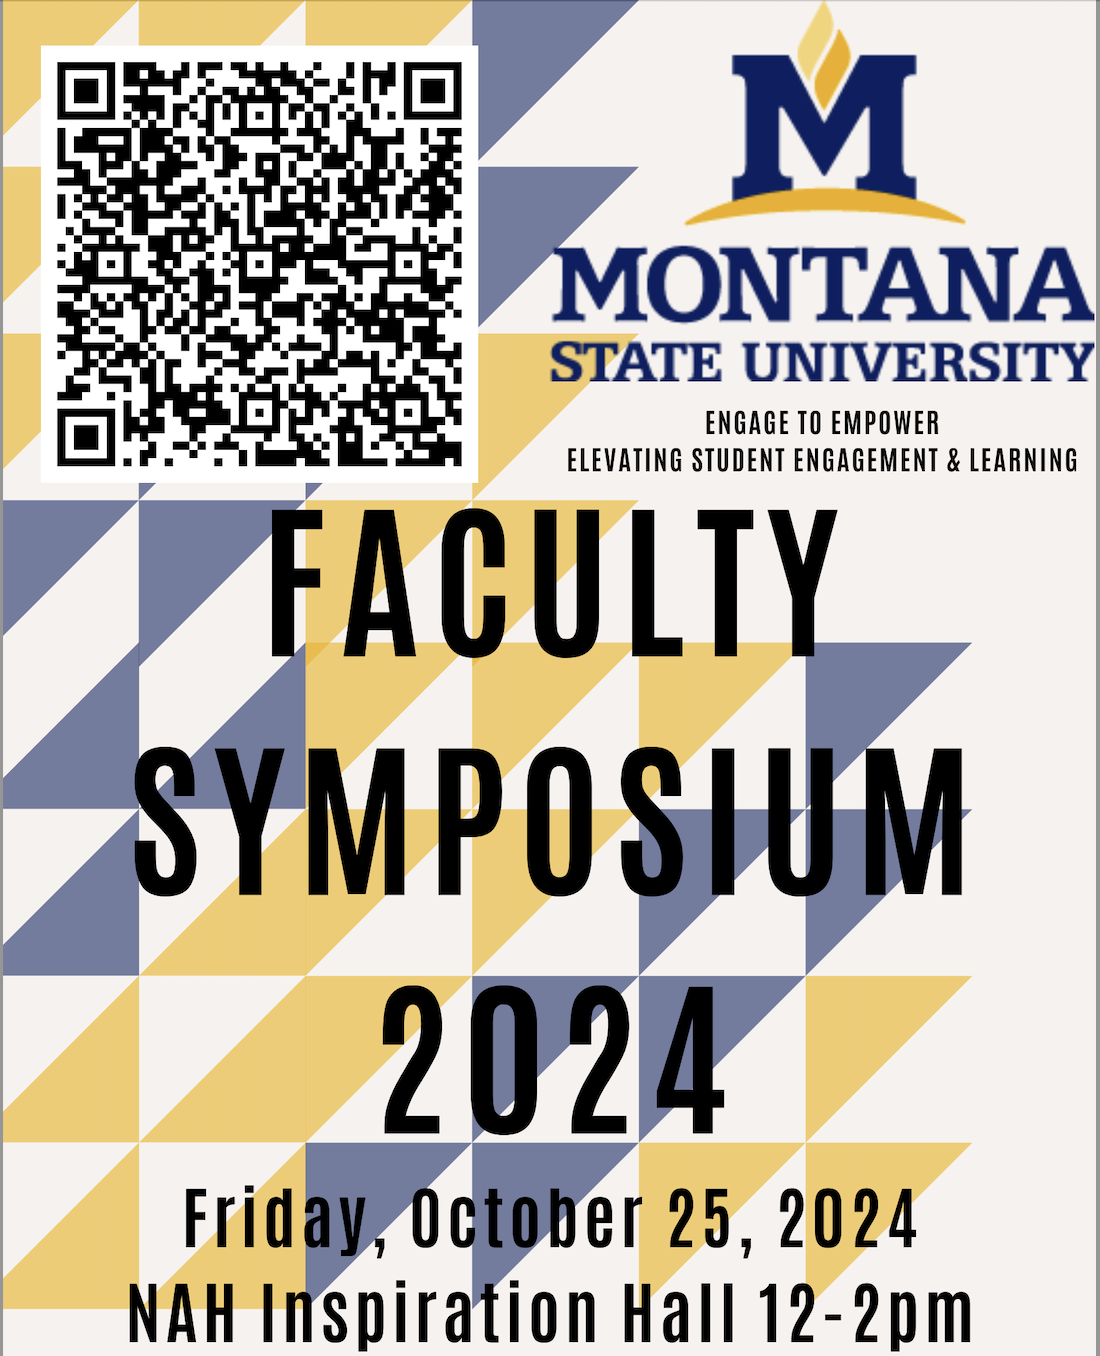 M
MONTANA
STATE UNIVERSITY
ENGAGE TO EMPOWER
ELEVATING STUDENT ENGAGEMENT & LEARNING
FACULTY
SYMPOSIUM
2024
Friday, October 25, 2024
NAH Inspiration Hall 12-2pm